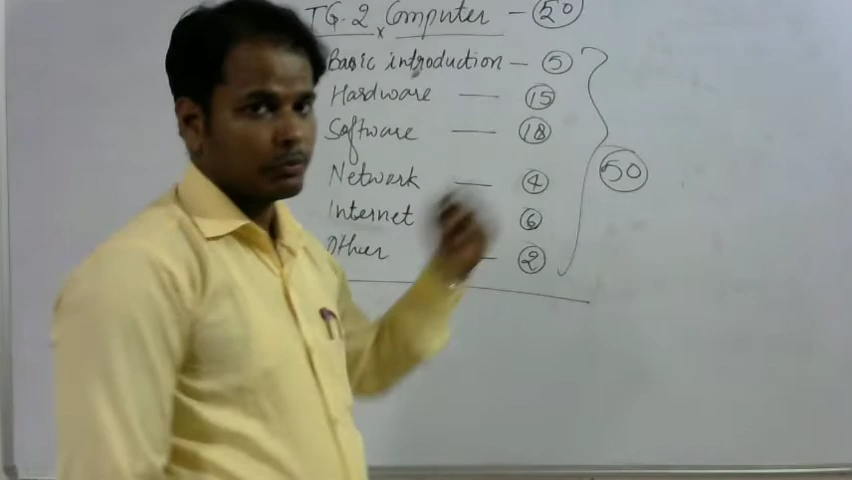 TG.2 Computer - 50
Basic introduction - 5
Hardware - 15
Software - 18
Network - 4
Internet - 6
Other - 2
50